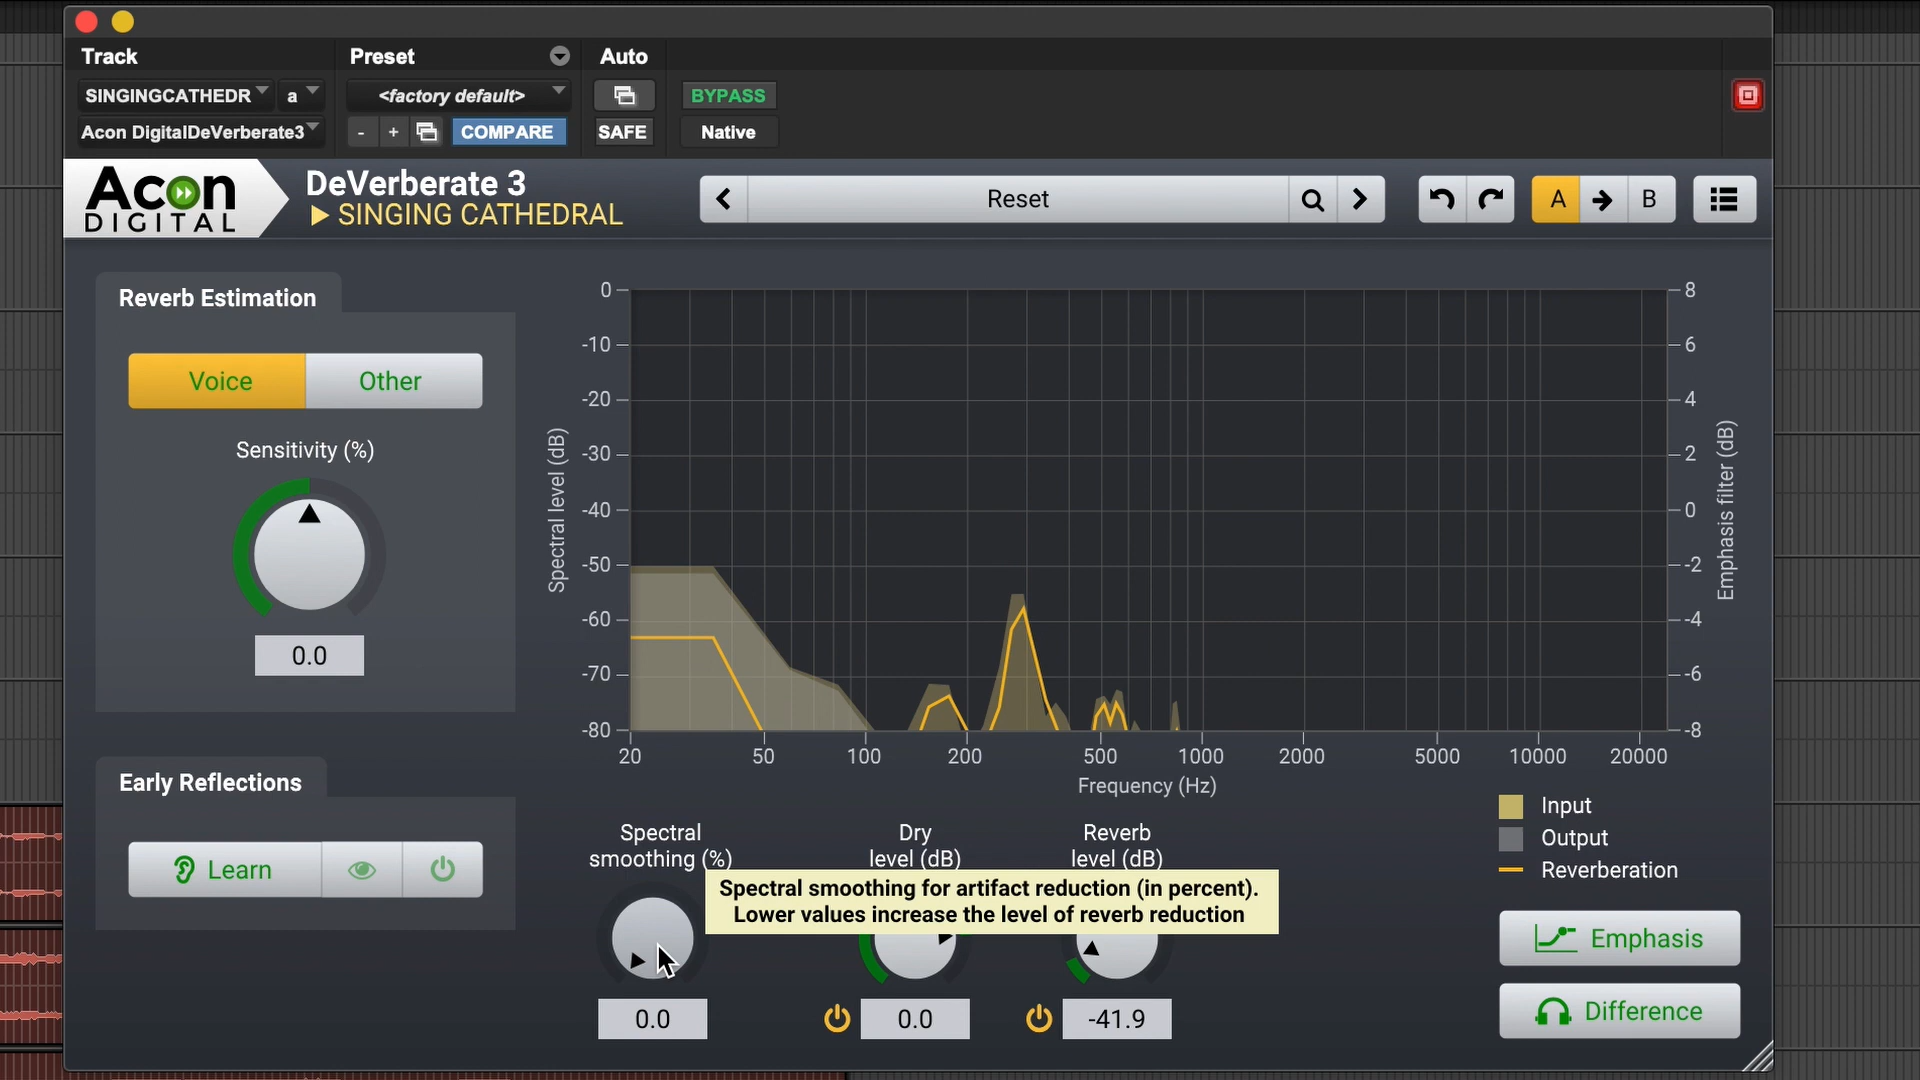 Track
Preset
Auto
SINGINGCATHEDR
a
<factory default>
BYPASS
Acon DigitalDeVerberate3
-
+
COMPARE
SAFE
Native
Acon
DIGITAL
DeVerberate 3
SINGING CATHEDRAL
Reset
A
B
Reverb Estimation
Voice
Other
Sensitivity (%)
0.0
Early Reflections
Learn
Spectral level (dB)
0
-10
-20
-30
-40
-50
-60
-70
-80
8
6
4
2
0
-2
-4
-6
-8
Emphasis filter (dB)
20
50
100
200
500
1000
2000
5000
10000
20000
Frequency (Hz)
Input
Output
Reverberation
Spectral
smoothing (%)
Dry
level (dB)
Reverb
level (dB)
Spectral smoothing for artifact reduction (in percent).
Lower values increase the level of reverb reduction
0.0
0.0
-41.9
Emphasis
Difference